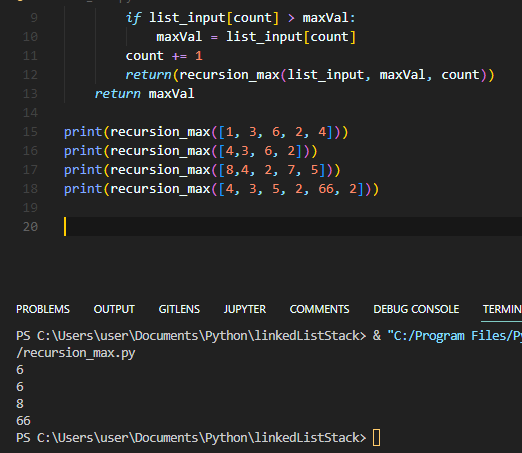 9 if list_input[count] > maxVal:
10 maxVal = list_input[count]
11 count += 1
12 return(recursion_max(list_input, maxVal, count))
13 return maxVal
14
15 print(recursion_max([1, 3, 6, 2, 4]))
16 print(recursion_max([4,3, 6, 2]))
17 print(recursion_max([8,4, 2, 7, 5]))
18 print(recursion_max([4, 3, 5, 2, 66, 2]))
19
20
PROBLEMS OUTPUT GITLENS JUPYTER COMMENTS DEBUG CONSOLE TERMIN
PS C:\Users\user\Documents\Python\linkedListStack> & "C:/Program Files/Py
/recursion_max.py
6
6
8
66
PS C:\Users\user\Documents\Python\linkedListStack>